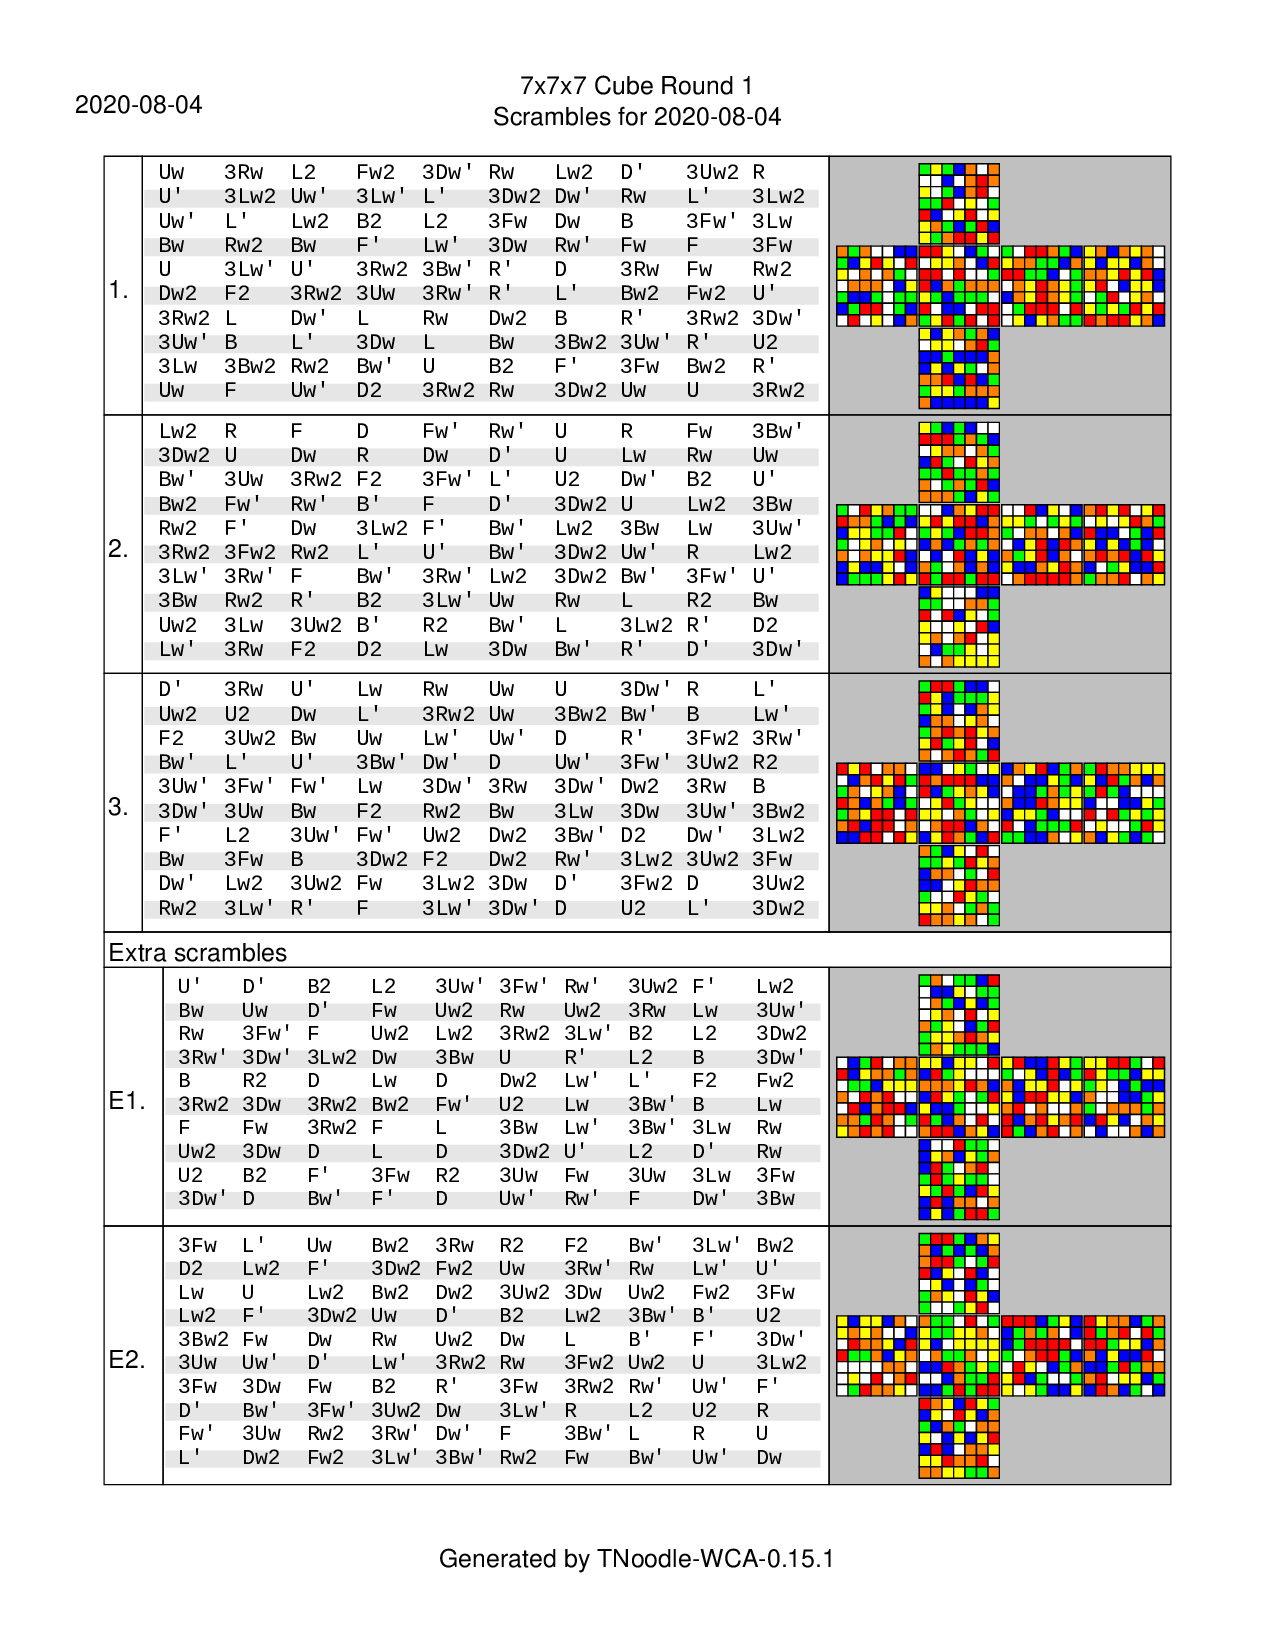 7x7x7 Cube Round 1
2020-08-04
Scrambles for 2020-08-04
1.
Uw 3Rw L2 Fw2 3Dw' Rw Lw2 D' 3Uw2 R
U' 3Lw2 Uw' 3Lw' L' 3Dw2 Dw' Rw L' 3Lw2
Uw' L' Lw2 B2 L2 3Fw Dw B 3Fw' 3Lw
Bw Rw2 Bw F' Lw' 3Dw Rw' Fw F 3Fw
U 3Lw' U' 3Rw2 3Bw' R' D 3Rw Fw Rw2
Dw2 F2 3Rw2 3Uw 3Rw' R' L' Bw2 Fw2 U'
3Rw2 L Dw' L Rw Dw2 B R' 3Rw2 3Dw'
3Uw' B L' 3Dw L Bw 3Bw2 3Uw' R' U2
3Lw 3Bw2 Rw2 Bw' U B2 F' 3Fw Bw2 R'
Uw F Uw' D2 3Rw2 Rw 3Dw2 Uw U 3Rw2
2.
Lw2 R F D Fw' Rw' U R Fw 3Bw'
3Dw2 U Dw R Dw D' U Lw Rw Uw
Bw' 3Uw 3Rw2 F2 3Fw' L' U2 Dw' B2 U'
Bw2 Fw' Rw' B' F D' 3Dw2 U Lw2 3Bw
Rw2 F' Dw 3Lw2 F' Bw' Lw2 3Bw Lw 3Uw'
3Rw2 3Fw2 Rw2 L' U' Bw' 3Dw2 Uw' R Lw2
3Lw' 3Rw' F Bw' 3Rw' Lw2 3Dw2 Bw' 3Fw' U'
3Bw Rw2 R' B2 3Lw' Uw Rw L R2 Bw
Uw2 3Lw 3Uw2 B' R2 Bw' L 3Lw2 R' D2
Lw' 3Rw F2 D2 Lw 3Dw Bw' R' D' 3Dw'
3.
D' 3Rw U' Lw Rw Uw U 3Dw' R L'
Uw2 U2 Dw L' 3Rw2 Uw 3Bw2 Bw' B Lw'
F2 3Uw2 Bw Uw Lw' Uw' D R' 3Fw2 3Rw'
Bw' L' U' 3Bw' Dw' D Uw' 3Fw' 3Uw2 R2
3Uw' 3Fw' Fw' Lw 3Dw' 3Rw 3Dw' Dw2 3Rw B
3Dw' 3Uw Bw F2 Rw2 Bw 3Lw 3Dw 3Uw' 3Bw2
F' L2 3Uw' Fw' Uw2 Dw2 3Bw' D2 Dw' 3Lw2
Bw 3Fw B 3Dw2 F2 Dw2 Rw' 3Lw2 3Uw2 3Fw
Dw' Lw2 3Uw2 Fw 3Lw2 3Dw D' 3Fw2 D 3Uw2
Rw2 3Lw' R' F 3Lw' 3Dw' D U2 L' 3Dw2
Extra scrambles
E1.
U' D' B2 L2 3Uw' 3Fw' Rw' 3Uw2 F' Lw2
Bw Uw D' Fw Uw2 Rw Uw2 3Rw Lw 3Uw'
Rw 3Fw' F Uw2 Lw2 3Rw2 3Lw' B2 L2 3Dw2
3Rw' 3Dw' 3Lw2 Dw 3Bw U R' L2 B 3Dw'
B R2 D Lw D Dw2 Lw' L' F2 Fw2
3Rw2 3Dw 3Rw2 Bw2 Fw' U2 Lw 3Bw' B Lw
F Fw 3Rw2 F L 3Bw Lw' 3Bw' 3Lw Rw
Uw2 3Dw D L D 3Dw2 U' L2 D' Rw
U2 B2 F' 3Fw R2 3Uw Fw 3Uw 3Lw 3Fw
3Dw' D Bw' F' D Uw' Rw' F Dw' 3Bw
E2.
3Fw L' Uw Bw2 3Rw R2 F2 Bw' 3Lw' Bw2
D2 Lw2 F' 3Dw2 Fw2 Uw 3Rw' Rw Lw' U'
Lw U Lw2 Bw2 Dw2 3Uw2 3Dw Uw2 Fw2 3Fw
Lw2 F' 3Dw2 Uw D' B2 Lw2 3Bw' B' U2
3Bw2 Fw Dw Rw Uw2 Dw L B' F' 3Dw'
3Uw Uw' D' Lw' 3Rw2 Rw 3Fw2 Uw2 U 3Lw2
3Fw 3Dw Fw B2 R' 3Fw 3Rw2 Rw' Uw' F'
D' Bw' 3Fw' 3Uw2 Dw 3Lw' R L2 U2 R
Fw' 3Uw Rw2 3Rw' Dw' F 3Bw' L R U
L' Dw2 Fw2 3Lw' 3Bw' Rw2 Fw Bw' Uw' Dw
Generated by TNoodle-WCA-0.15.1